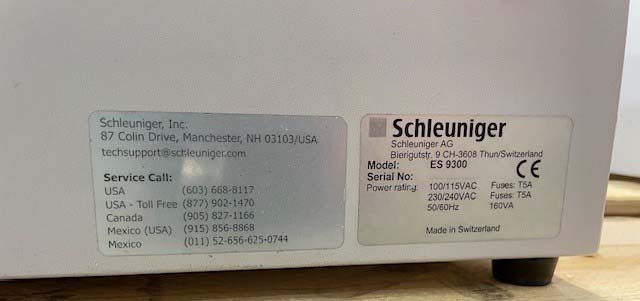 Schleuniger, Inc.
87 Colin Drive, Manchester, NH 03103/USA
techsupport@schleuniger.com
Service Call:
USA (603) 668-8117
USA - Toll Free (877) 902-1470
Canada (905) 827-1166
Mexico (USA) (915) 856-8868
Mexico (011) 52-656-625-0744
Schleuniger
Schleuniger AG
Bierigutstr. 9 CH-3608 Thun/Switzerland
Model: ES 9300
Serial No: CE
Power rating: 100/115VAC Fuses: T5A
230/240VAC Fuses: T5A
50/60Hz 160VA
Made in Switzerland